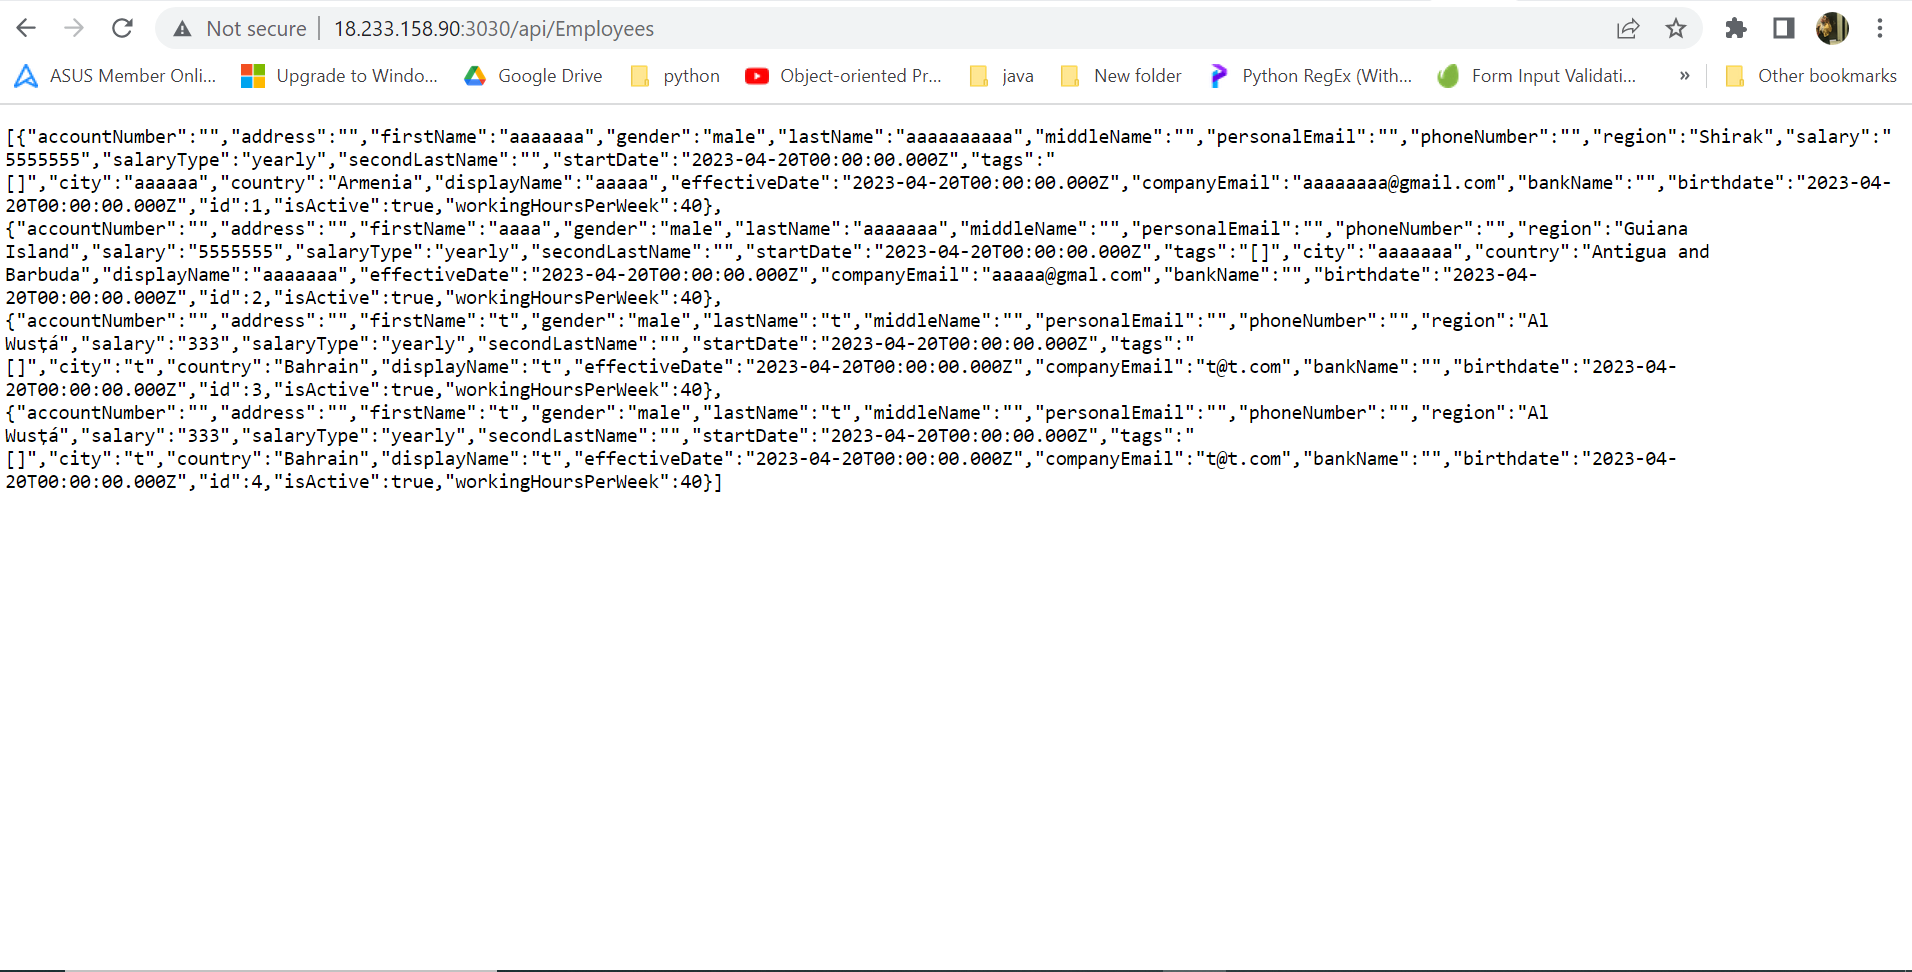 Not secure | 18.233.158.90:3030/api/Employees
ASUS Member Onli... Upgrade to Windo... Google Drive python Object-oriented Pr... java New folder Python RegEx (With... Form Input Validati... » Other bookmarks
[{"accountNumber":"","address":"","firstName":"aaaaaaa","gender":"male","lastName":"aaaaaaaaaa","middleName":"","personalEmail":"","phoneNumber":"","region":"Shirak","salary":"
5555555","salaryType":"yearly","secondLastName":"","startDate":"2023-04-20T00:00:00.000Z","tags":"
[]","city":"aaaaaa","country":"Armenia","displayName":"aaaaa","effectiveDate":"2023-04-20T00:00:00.000Z","companyEmail":"aaaaaaaa@gmail.com","bankName":"","birthdate":"2023-04-
20T00:00:00.000Z","id":1,"isActive":true,"workingHoursPerWeek":40},
{"accountNumber":"","address":"","firstName":"aaaa","gender":"male","lastName":"aaaaaaa","middleName":"","personalEmail":"","phoneNumber":"","region":"Guiana
Island","salary":"5555555","salaryType":"yearly","secondLastName":"","startDate":"2023-04-20T00:00:00.000Z","tags":"[]","city":"aaaaaaa","country":"Antigua and
Barbuda","displayName":"aaaaaaa","effectiveDate":"2023-04-20T00:00:00.000Z","companyEmail":"aaaaa@gmal.com","bankName":"","birthdate":"2023-04-
20T00:00:00.000Z","id":2,"isActive":true,"workingHoursPerWeek":40},
{"accountNumber":"","address":"","firstName":"t","gender":"male","lastName":"t","middleName":"","personalEmail":"","phoneNumber":"","region":"Al
Wusţá","salary":"333","salaryType":"yearly","secondLastName":"","startDate":"2023-04-20T00:00:00.000Z","tags":"
[]","city":"t","country":"Bahrain","displayName":"t","effectiveDate":"2023-04-20T00:00:00.000Z","companyEmail":"t@t.com","bankName":"","birthdate":"2023-04-
20T00:00:00.000Z","id":3,"isActive":true,"workingHoursPerWeek":40},
{"accountNumber":"","address":"","firstName":"t","gender":"male","lastName":"t","middleName":"","personalEmail":"","phoneNumber":"","region":"Al
Wusţá","salary":"333","salaryType":"yearly","secondLastName":"","startDate":"2023-04-20T00:00:00.000Z","tags":"
[]","city":"t","country":"Bahrain","displayName":"t","effectiveDate":"2023-04-20T00:00:00.000Z","companyEmail":"t@t.com","bankName":"","birthdate":"2023-04-
20T00:00:00.000Z","id":4,"isActive":true,"workingHoursPerWeek":40}]